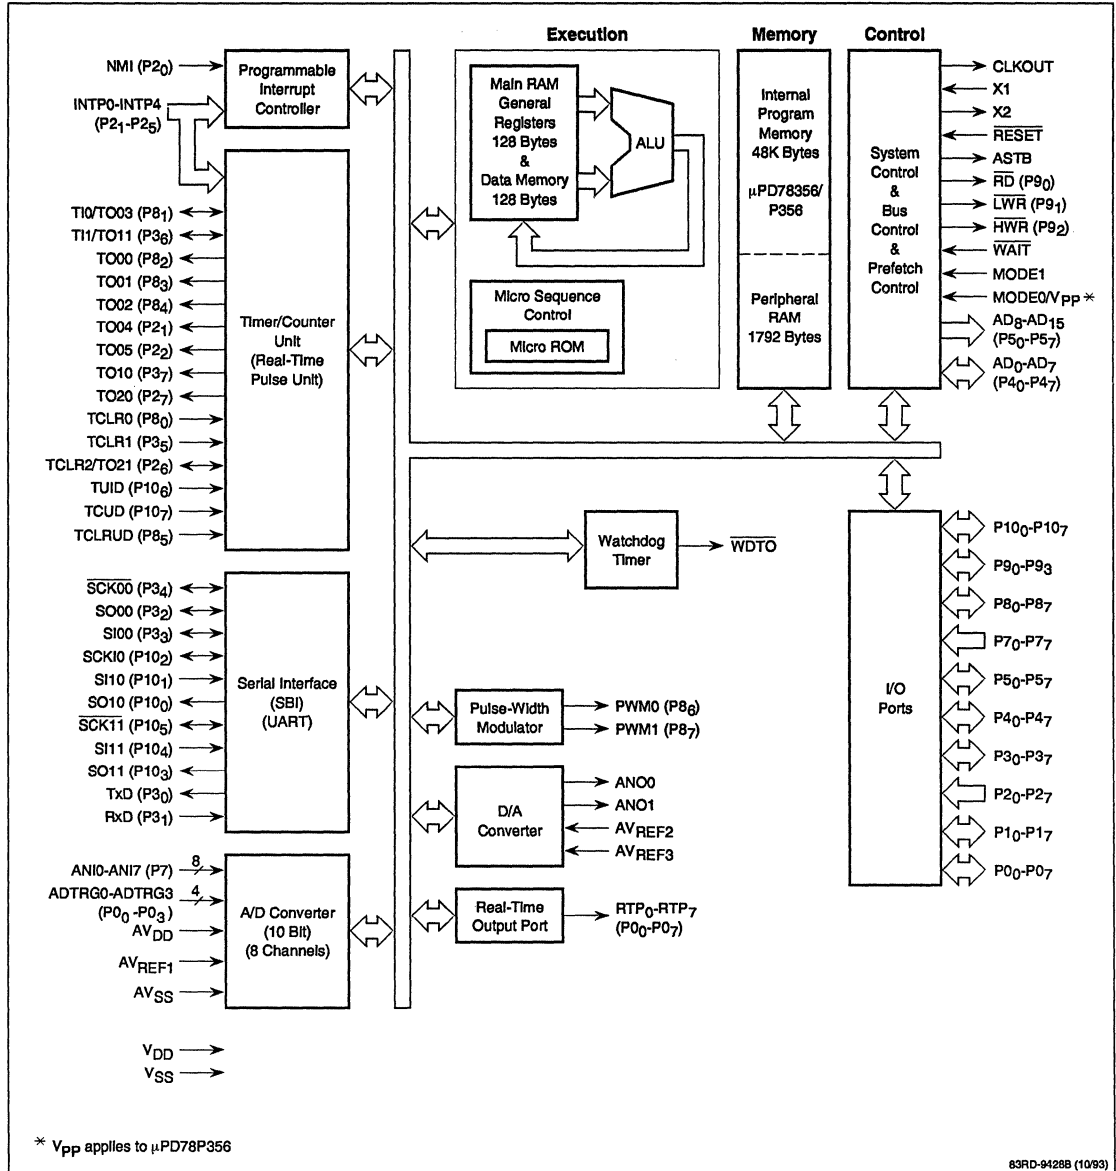 Execution
Memory
Control
NMI (P20)
INTP0-INTP4
(P21-P25)
Programmable
Interrupt
Controller
TI0/TO03 (P81)
TI1/TO11 (P36)
TO00 (P82)
TO01 (P83)
TO02 (P84)
TO04 (P21)
TO05 (P22)
TO10 (P37)
TO20 (P27)
TCLR0 (P80)
TCLR1 (P35)
TCLR2/TO21 (P26)
TUID (P106)
TCUD (P107)
TCLRUD (P85)
Timer/Counter
Unit
(Real-Time
Pulse Unit)
SCK00 (P34)
SO00 (P32)
SI00 (P33)
SCKI0 (P102)
SI10 (P101)
SO10 (P100)
SCK11 (P105)
SI11 (P104)
SO11 (P103)
TxD (P30)
RxD (P31)
Serial Interface
(SBI)
(UART)
ANI0-ANI7 (P7)
8
ADTRG0-ADTRG3
4
(P00-P03)
AVDD
AVREF1
AVSS
A/D Converter
(10 Bit)
(8 Channels)
VDD
VSS
Main RAM
General
Registers
128 Bytes
&
Data Memory
128 Bytes
ALU
Micro Sequence
Control
Micro ROM
Internal
Program
Memory
48K Bytes
μPD78356/
P356
Peripheral
RAM
1792 Bytes
System
Control
&
Bus
Control
&
Prefetch
Control
CLKOUT
X1
X2
RESET
ASTB
RD (P90)
LWR (P91)
HWR (P92)
WAIT
MODE1
MODE0/VPP *
AD8-AD15
(P50-P57)
AD0-AD7
(P40-P47)
Watchdog
Timer
WDTO
Pulse-Width
Modulator
PWM0 (P86)
PWM1 (P87)
D/A
Converter
ANO0
ANO1
AVREF2
AVREF3
Real-Time
Output Port
RTP0-RTP7
(P00-P07)
I/O
Ports
P100-P107
P90-P93
P80-P87
P70-P77
P50-P57
P40-P47
P30-P37
P20-P27
P10-P17
P00-P07
* VPP applies to μPD78P356
83RD-9428B (10/93)